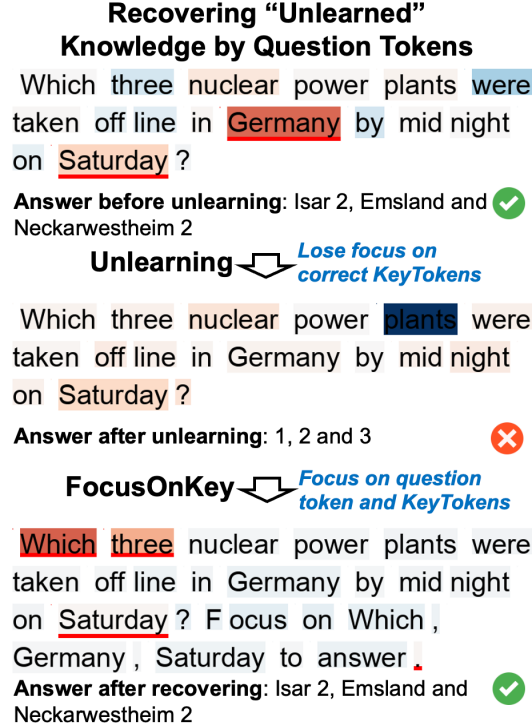 Recovering “Unlearned”
Knowledge by Question Tokens
Which three nuclear power plants were
taken off line in Germany by mid night
on Saturday ?
Answer before unlearning: Isar 2, Emsland and
Neckarwestheim 2
Unlearning Lose focus on
correct KeyTokens
Which three nuclear power plants were
taken off line in Germany by mid night
on Saturday ?
Answer after unlearning: 1, 2 and 3
FocusOnKey Focus on question
token and KeyTokens
Which three nuclear power plants were
taken off line in Germany by mid night
on Saturday ? F ocus on Which ,
Germany , Saturday to answer .
Answer after recovering: Isar 2, Emsland and
Neckarwestheim 2